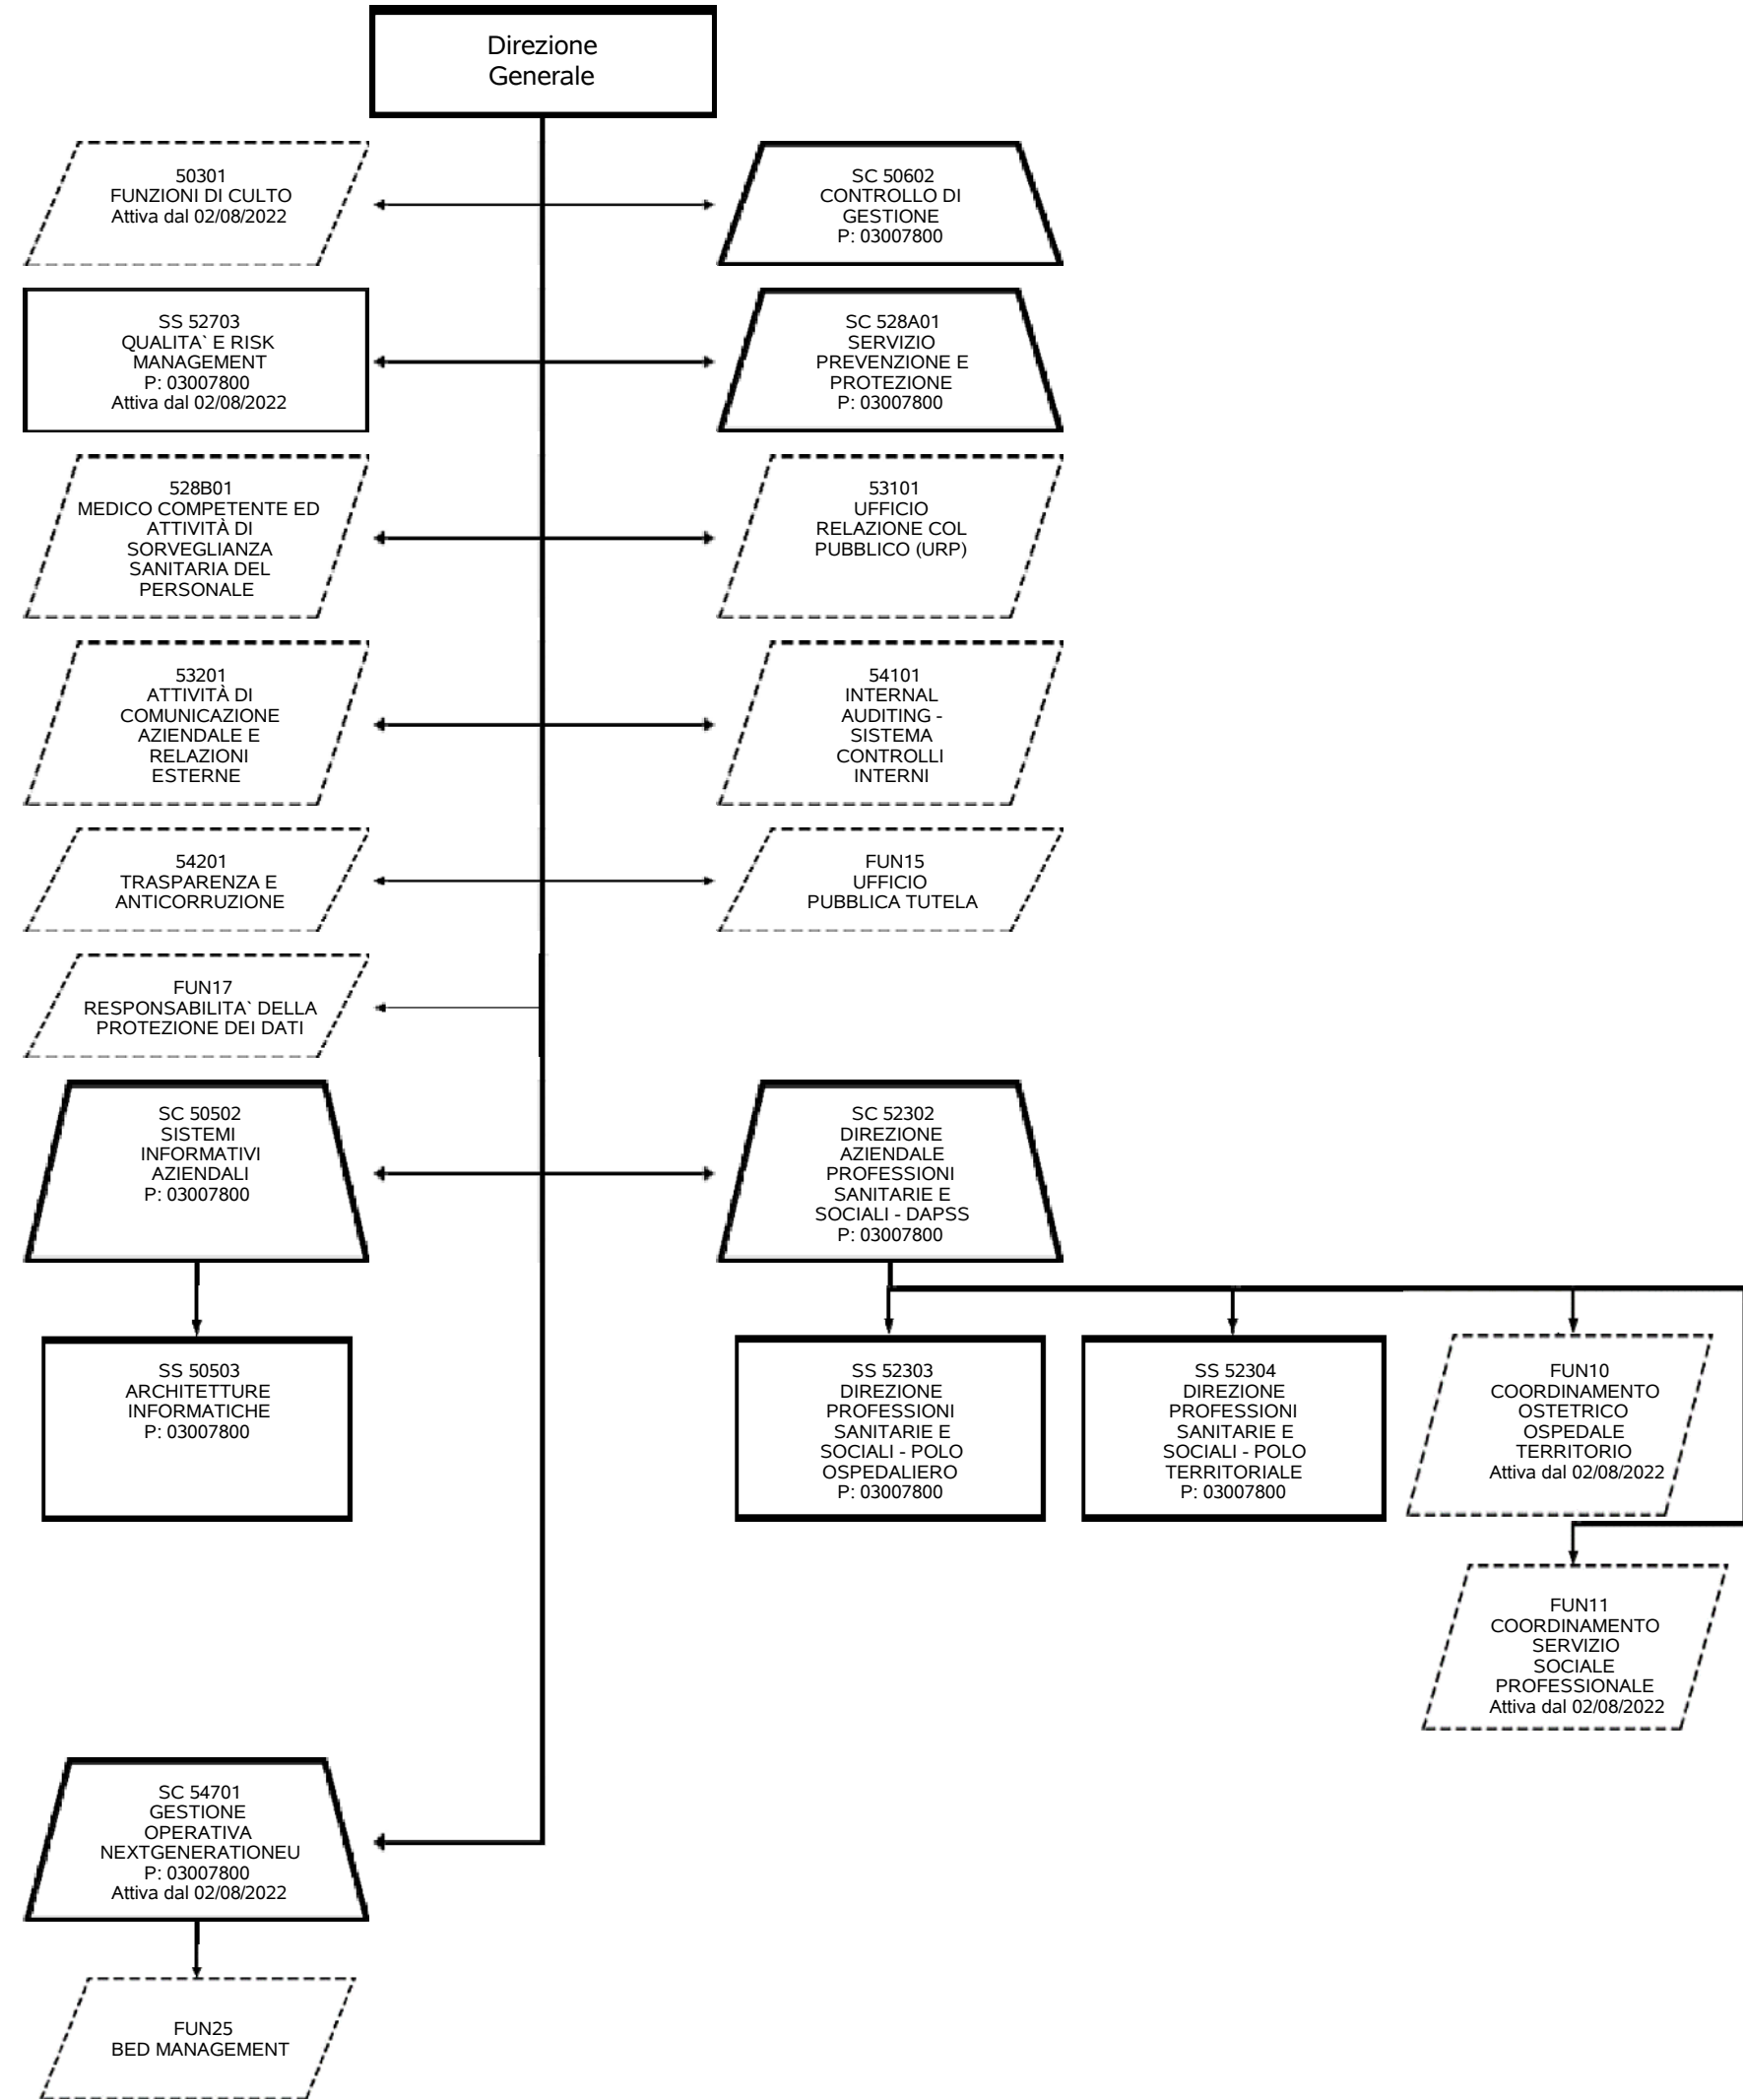 Direzione
Generale
50301
FUNZIONI DI CULTO
Attiva dal 02/08/2022
SC 50602
CONTROLLO DI
GESTIONE
P: 03007800
SS 52703
QUALITA` E RISK
MANAGEMENT
P: 03007800
Attiva dal 02/08/2022
SC 528A01
SERVIZIO
PREVENZIONE E
PROTEZIONE
P: 03007800
528B01
MEDICO COMPETENTE ED
ATTIVITÀ DI
SORVEGLIANZA
SANITARIA DEL
PERSONALE
53101
UFFICIO
RELAZIONE COL
PUBBLICO (URP)
53201
ATTIVITÀ DI
COMUNICAZIONE
AZIENDALE E
RELAZIONI
ESTERNE
54101
INTERNAL
AUDITING -
SISTEMA
CONTROLLI
INTERNI
54201
TRASPARENZA E
ANTICORRUZIONE
FUN15
UFFICIO
PUBBLICA TUTELA
FUN17
RESPONSABILITA` DELLA
PROTEZIONE DEI DATI
SC 50502
SISTEMI
INFORMATIVI
AZIENDALI
P: 03007800
SC 52302
DIREZIONE
AZIENDALE
PROFESSIONI
SANITARIE E
SOCIALI - DAPSS
P: 03007800
SS 50503
ARCHITETTURE
INFORMATICHE
P: 03007800
SS 52303
DIREZIONE
PROFESSIONI
SANITARIE E
SOCIALI - POLO
OSPEDALIERO
P: 03007800
SS 52304
DIREZIONE
PROFESSIONI
SANITARIE E
SOCIALI - POLO
TERRITORIALE
P: 03007800
FUN10
COORDINAMENTO
OSTETRICO
OSPEDALE
TERRITORIO
Attiva dal 02/08/2022
FUN11
COORDINAMENTO
SERVIZIO
SOCIALE
PROFESSIONALE
Attiva dal 02/08/2022
SC 54701
GESTIONE
OPERATIVA
NEXTGENERATIONEU
P: 03007800
Attiva dal 02/08/2022
FUN25
BED MANAGEMENT